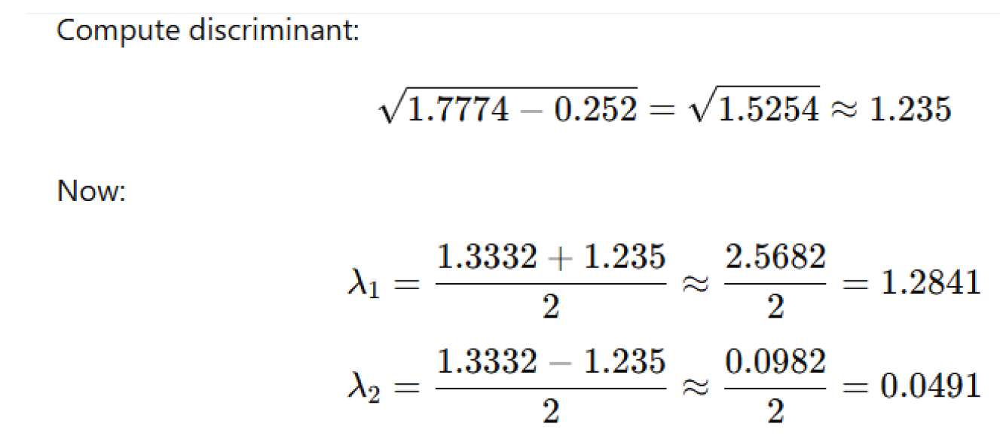 Compute discriminant:
√1.7774 − 0.252 = √1.5254 ≈ 1.235
Now:
λ₁ = (1.3332 + 1.235)/2 ≈ 2.5682/2 = 1.2841
λ₂ = (1.3332 − 1.235)/2 ≈ 0.0982/2 = 0.0491